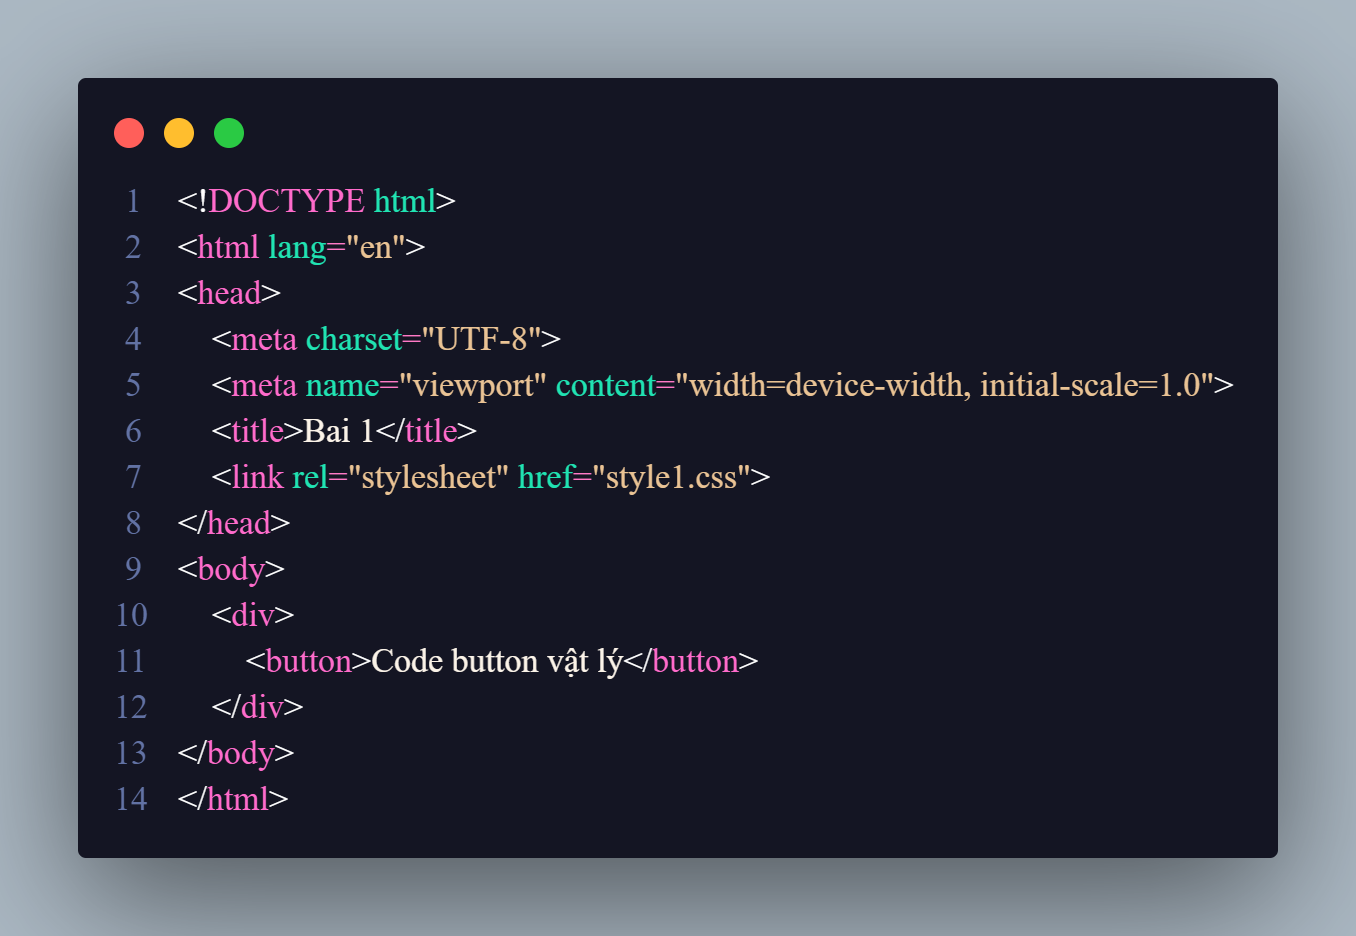 1 <!DOCTYPE html>
2 <html lang="en">
3 <head>
4     <meta charset="UTF-8">
5     <meta name="viewport" content="width=device-width, initial-scale=1.0">
6     <title>Bai 1</title>
7     <link rel="stylesheet" href="style1.css">
8 </head>
9 <body>
10     <div>
11         <button>Code button vật lý</button>
12     </div>
13 </body>
14 </html>